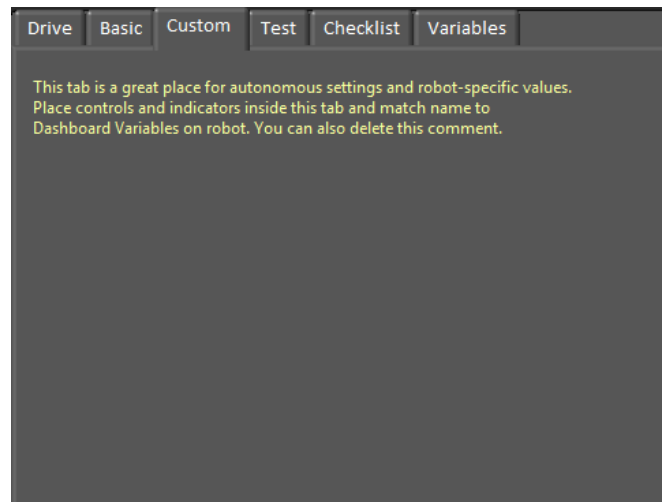 Drive Basic Custom Test Checklist Variables
This tab is a great place for autonomous settings and robot-specific values.
Place controls and indicators inside this tab and match name to
Dashboard Variables on robot. You can also delete this comment.